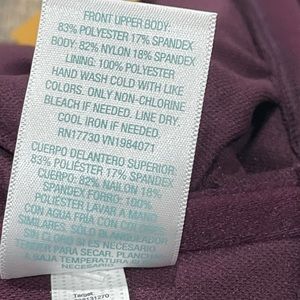 FRONT UPPER BODY:
83% POLYESTER 17% SPANDEX
BODY: 82% NYLON 18% SPANDEX
LINING: 100% POLYESTER
HAND WASH COLD WITH LIKE
COLORS. ONLY NON-CHLORINE
BLEACH IF NEEDED. LINE DRY.
COOL IRON IF NEEDED.
RN17730 VN1984071
CUERPO DELANTERO SUPERIOR:
83% POLIÉSTER 17% SPANDEX
CUERPO: 82% NAILON 18%
SPANDEX FORRO: 100%
POLIÉSTER LAVAR A MANO
CON AGUA FRÍA CON COLORES
SIMILARES. SÓLO BLANQUEADOR
SIN CLORO SI ES NECESARIO
TENDER PARA SECAR. PLANCHA
A BAJA TEMPERATURA SI ES
NECESARIO
Target